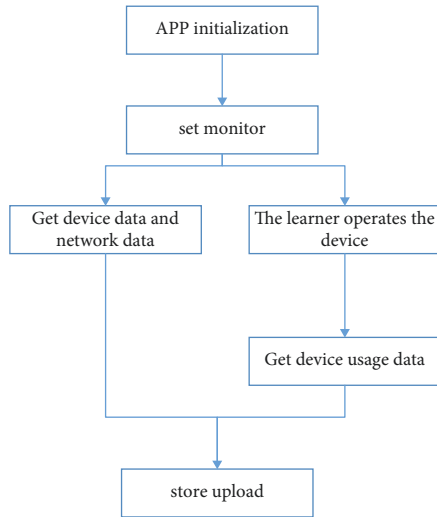 APP initialization
set monitor
Get device data and
network data
The learner operates the
device
Get device usage data
store upload